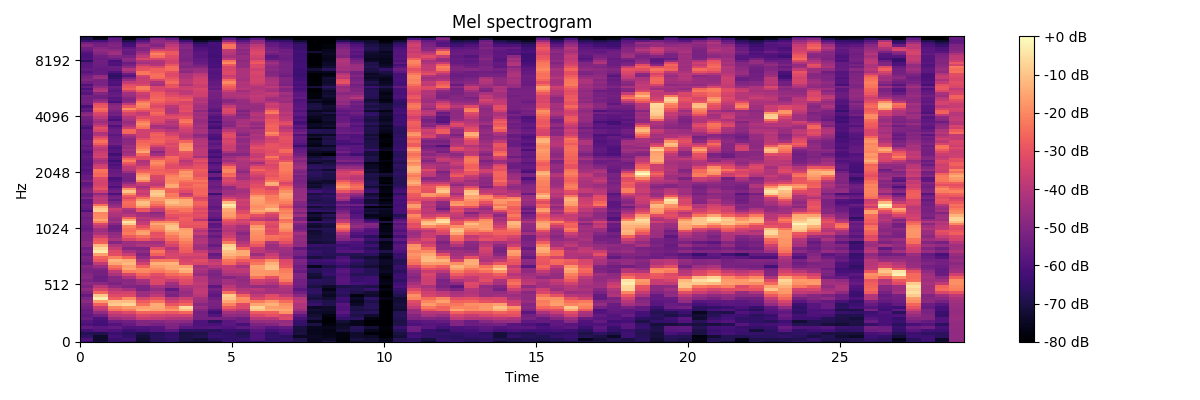 Mel spectrogram
8192
4096
2048
1024
512
0
Hz
0 5 10 15 20 25
Time
+0 dB
-10 dB
-20 dB
-30 dB
-40 dB
-50 dB
-60 dB
-70 dB
-80 dB